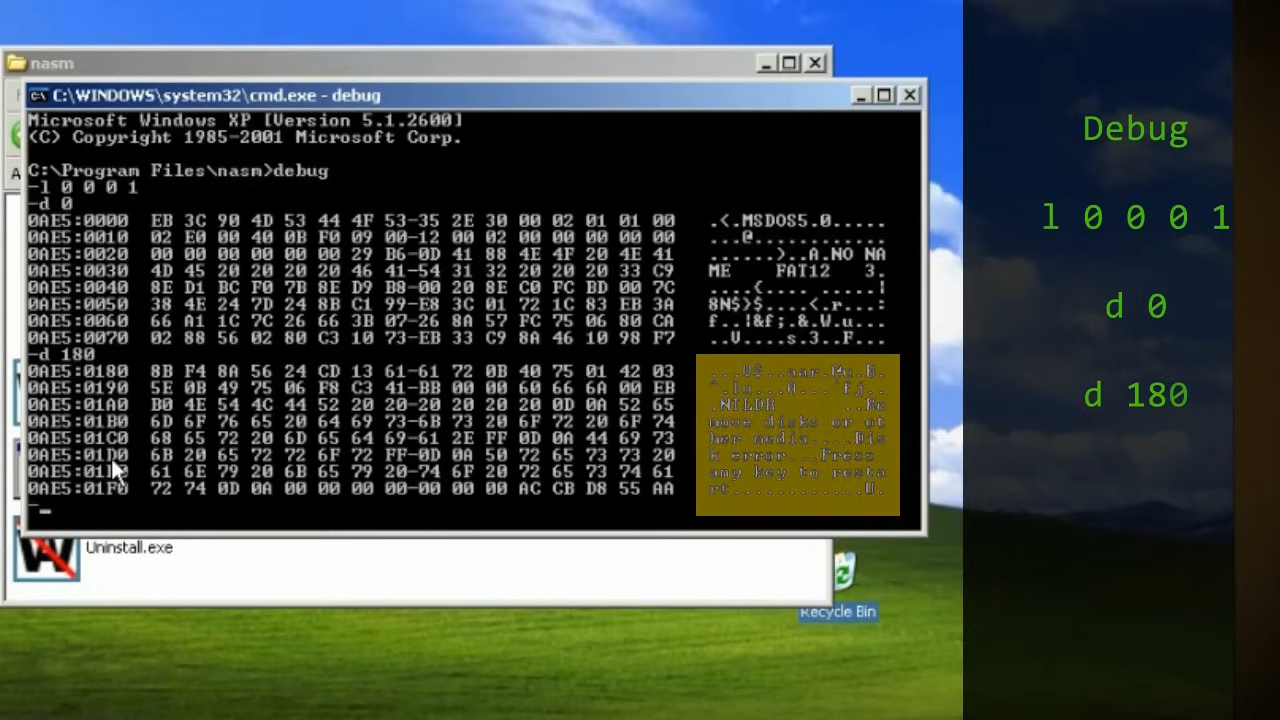 nasm
C:\WINDOWS\system32\cmd.exe - debug
Microsoft Windows XP [Version 5.1.2600]
(C) Copyright 1985-2001 Microsoft Corp.
C:\Program Files\nasm>debug
-l 0 0 0 1
-d 0
0AE5:0000 EB 3C 90 4D 53 44 4F 53-35 2E 30 00 02 01 01 00 .<.MSDOS5.0.....
0AE5:0010 02 E0 00 40 0B F0 09 00-12 00 02 00 00 00 00 00 ...@............
0AE5:0020 00 00 00 00 00 00 29 B6-0D 41 88 4E 4F 20 4E 41 ......)..A.NO NA
0AE5:0030 4D 45 20 20 20 20 46 41-54 31 32 20 20 20 33 C9 ME    FAT12   3.
0AE5:0040 8E D1 BC F0 7B 8E D9 B8-00 20 8E C0 FC BD 00 7C ....{.... .....|
0AE5:0050 38 4E 24 7D 24 8B C1 99-E8 3C 01 72 1C 83 EB 3A 8N$}$....<.r...:
0AE5:0060 66 A1 1C 7C 26 66 3B 07-26 8A 57 FC 75 06 80 CA f..|&f;.&.W.u...
0AE5:0070 02 88 56 02 80 C3 10 73-EB 33 C9 8A 46 10 98 F7 ..V....s.3..F...
-d 180
0AE5:0180 8B F4 8A 56 24 CD 13 61-61 72 0B 40 75 01 42 03 ...V$..aar.@u.B.
0AE5:0190 5E 0B 49 75 06 F8 C3 41-BB 00 00 60 66 6A 00 EB ^.Iu...A...`fj..
0AE5:01A0 B0 4E 54 4C 44 52 20 20-20 20 20 20 0D 0A 52 65 .NTLDR      ..Re
0AE5:01B0 6D 6F 76 65 20 64 69 73-6B 73 20 6F 72 20 6F 74 move disks or ot
0AE5:01C0 68 65 72 20 6D 65 64 69-61 2E FF 0D 0A 44 69 73 her media....Dis
0AE5:01D0 6B 20 65 72 72 6F 72 FF-0D 0A 50 72 65 73 73 20 k error...Press
61 6E 79 20 6B 65 79 20-74 6F 20 72 65 73 74 61 any key to resta
0AE5:01F0 72 74 0D 0A 00 00 00 00-00 00 00 AC CB D8 55 AA rt............U.
-_
Uninstall.exe
Recycle Bin
Debug
l 0 0 0 1
d 0
d 180